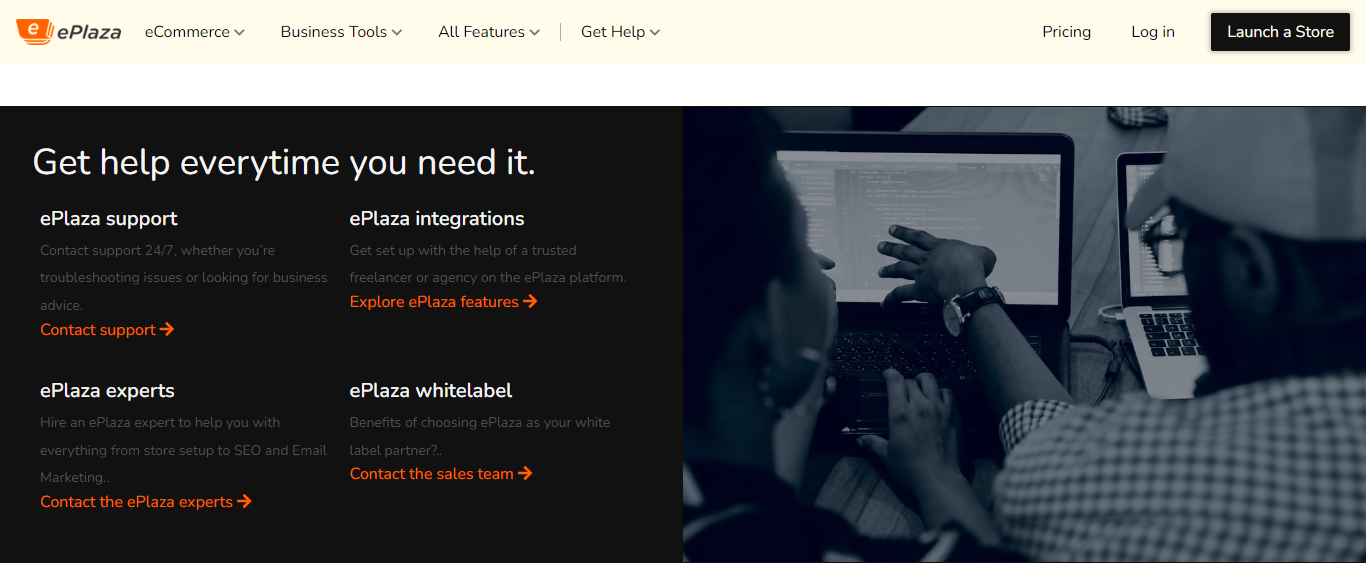 ePlaza
eCommerce
Business Tools
All Features
Get Help
Pricing
Log in
Launch a Store
Get help everytime you need it.
ePlaza support
Contact support 24/7, whether you're
troubleshooting issues or looking for business
advice.
Contact support
ePlaza integrations
Get set up with the help of a trusted
freelancer or agency on the ePlaza platform.
Explore ePlaza features
ePlaza experts
Hire an ePlaza expert to help you with
everything from store setup to SEO and Email
Marketing..
Contact the ePlaza experts
ePlaza whitelabel
Benefits of choosing ePlaza as your white
label partner?..
Contact the sales team